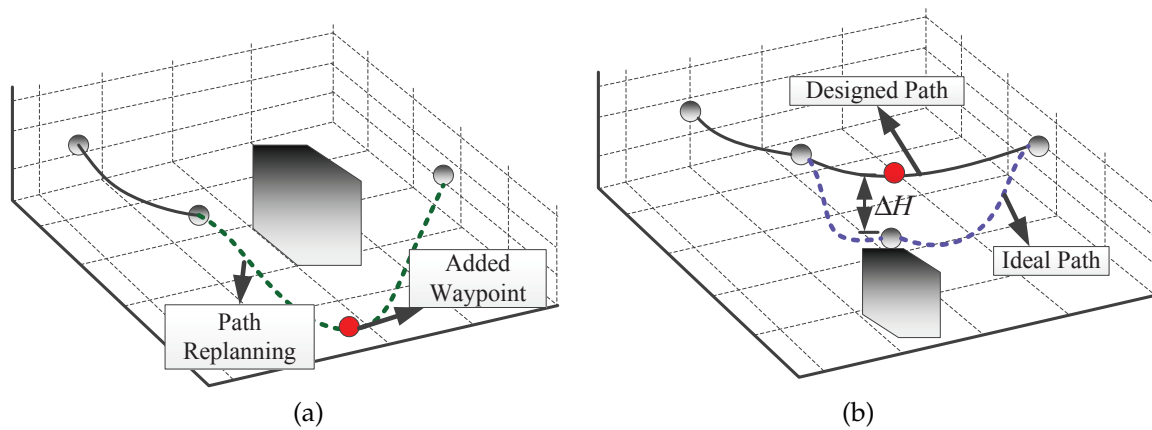 Path
Replanning
Added
Waypoint
(a)
Designed Path
ΔH
Ideal Path
(b)